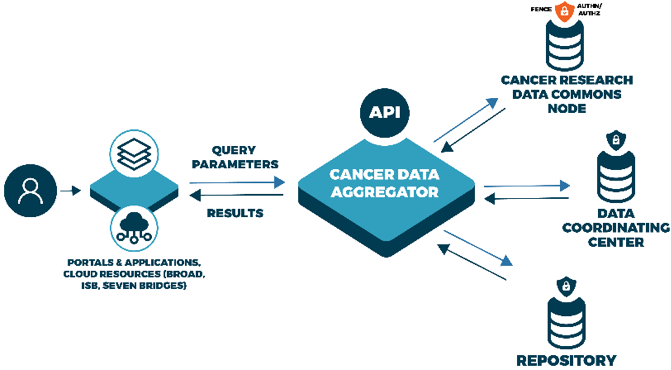 FENCE
AUTHN/
AUTHZ
CANCER RESEARCH
DATA COMMONS
NODE
API
QUERY
PARAMETERS
CANCER DATA
AGGREGATOR
RESULTS
DATA
COORDINATING
CENTER
PORTALS & APPLICATIONS,
CLOUD RESOURCES (BROAD,
ISB, SEVEN BRIDGES)
REPOSITORY